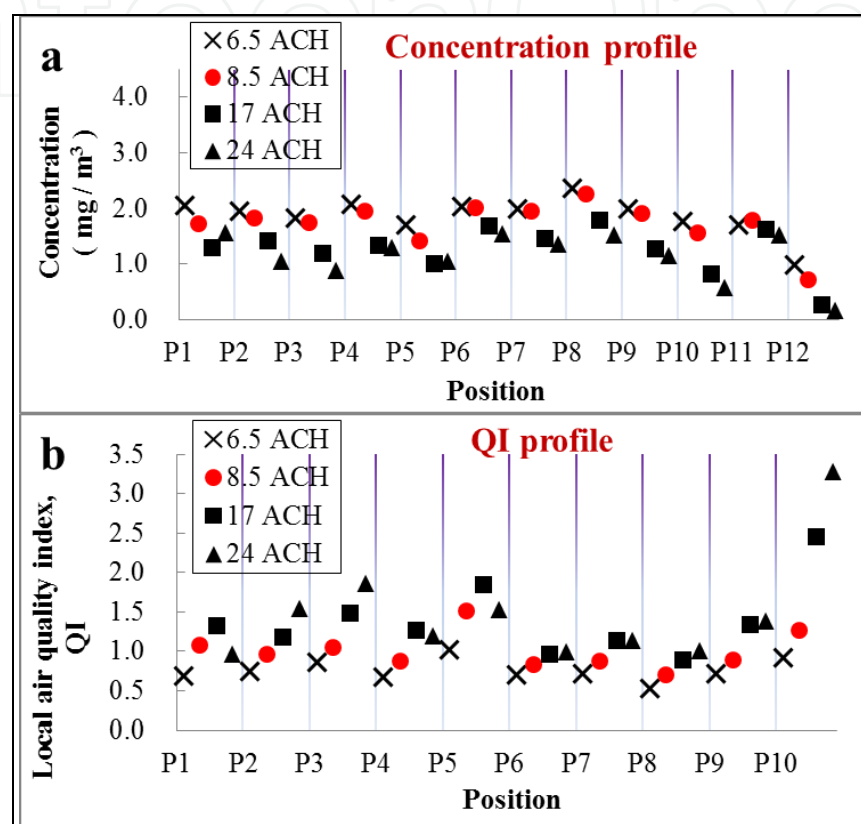 a
Concentration profile
6.5 ACH
8.5 ACH
17 ACH
24 ACH
Concentration
( mg / m³ )
4.0
3.0
2.0
1.0
0.0
P1 P2 P3 P4 P5 P6 P7 P8 P9 P10 P11 P12
Position
b
QI profile
6.5 ACH
8.5 ACH
17 ACH
24 ACH
Local air quality index,
QI
3.5
3.0
2.5
2.0
1.5
1.0
0.5
0.0
P1 P2 P3 P4 P5 P6 P7 P8 P9 P10
Position